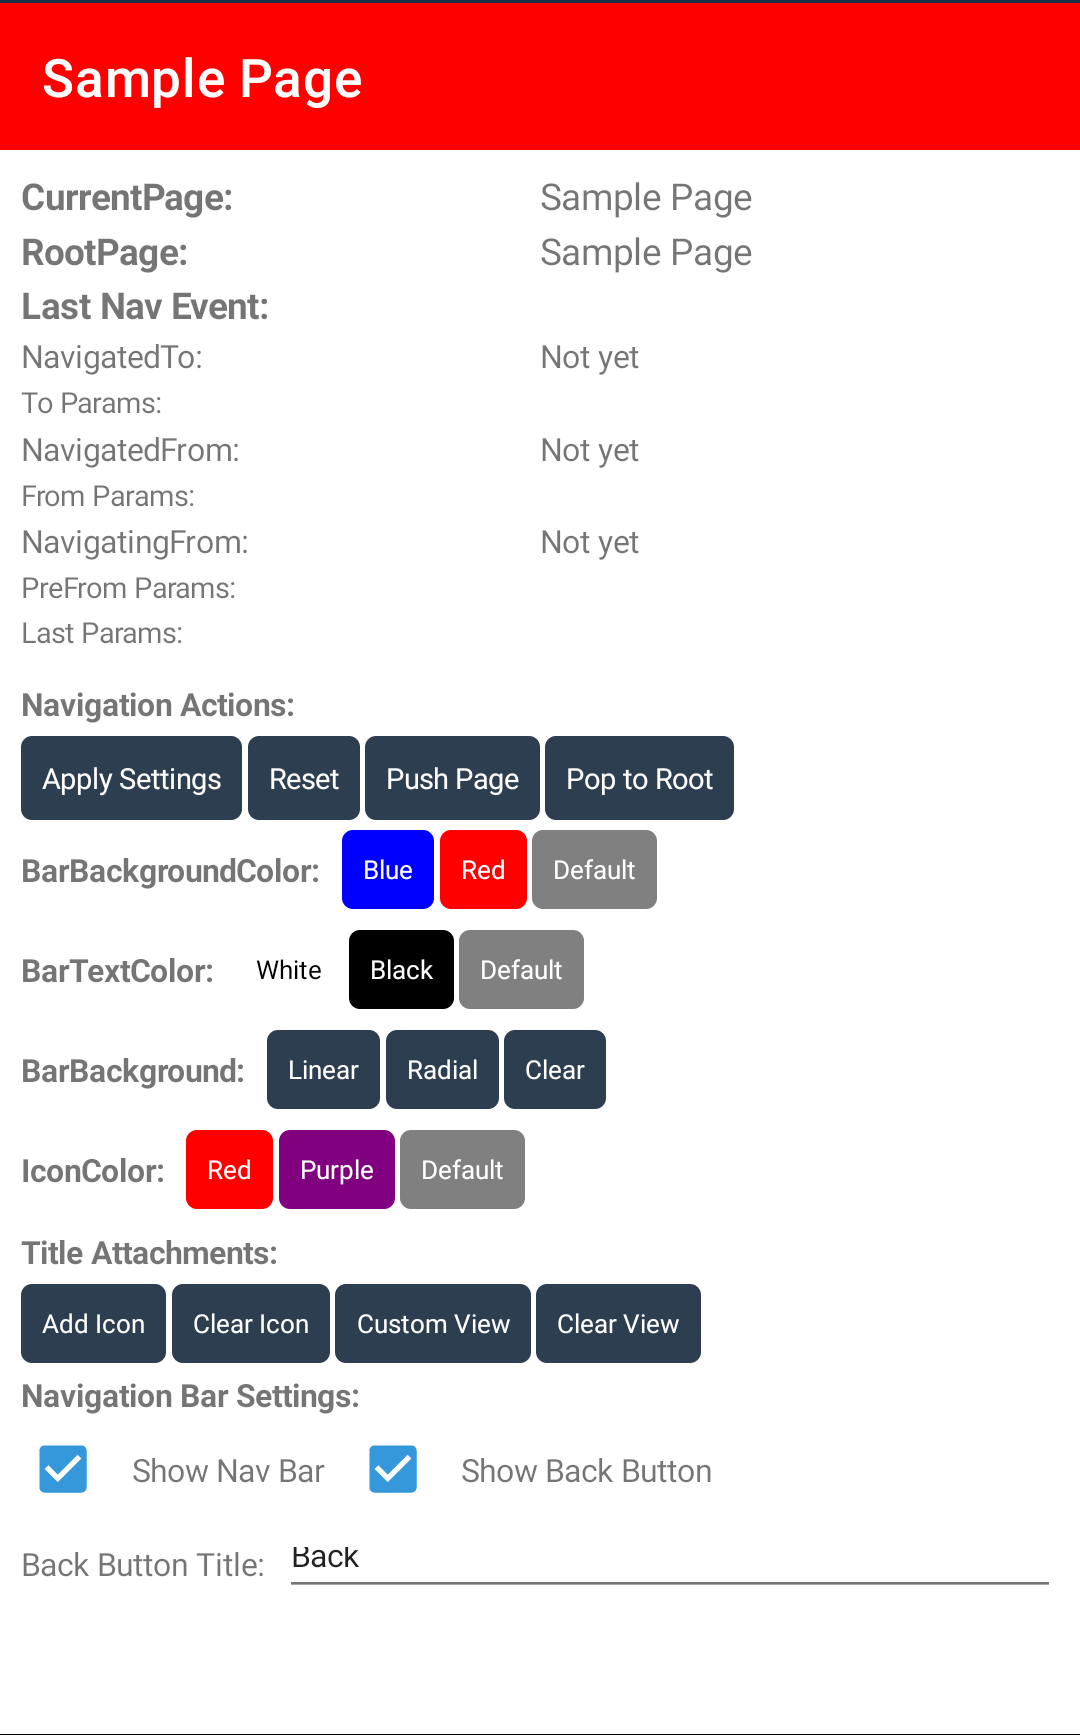 Sample Page
CurrentPage: Sample Page
RootPage: Sample Page
Last Nav Event:
NavigatedTo: Not yet
To Params:
NavigatedFrom: Not yet
From Params:
NavigatingFrom: Not yet
PreFrom Params:
Last Params:
Navigation Actions:
Apply Settings Reset Push Page Pop to Root
BarBackgroundColor: Blue Red Default
BarTextColor: White Black Default
BarBackground: Linear Radial Clear
IconColor: Red Purple Default
Title Attachments:
Add Icon Clear Icon Custom View Clear View
Navigation Bar Settings:
Show Nav Bar Show Back Button
Back Button Title: Back